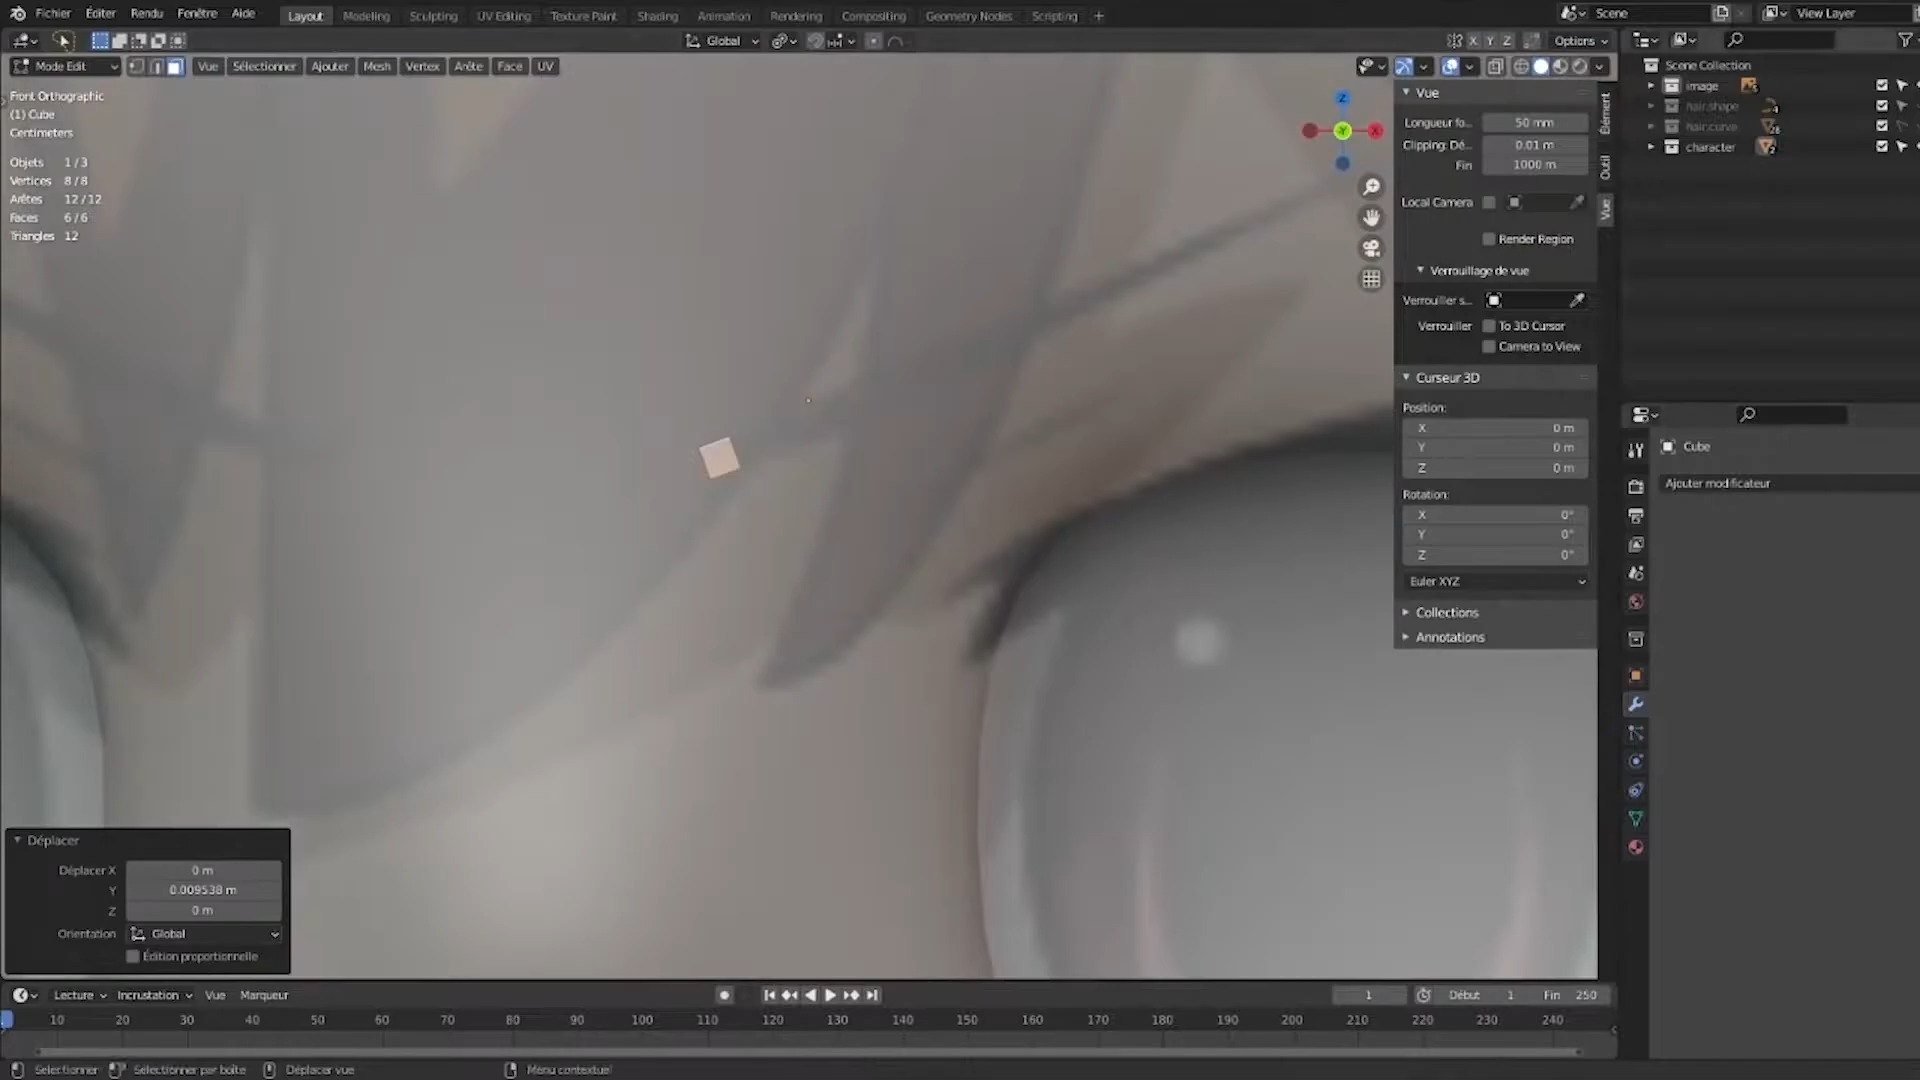 Fichier Éditer Rendu Fenêtre Aide Layout Modeling Sculpting UV Editing Texture Paint Shading Animation Rendering Compositing Geometry Nodes Scripting + Scene View Layer
Global X Y Z Options
Mode Edit Vue Sélectionner Ajouter Mesh Vertex Arête Face UV
Front Orthographic
(1) Cube
Centimeters
Objets 1 / 3
Vertices 8 / 8
Arêtes 12 / 12
Faces 6 / 6
Triangles 12
Z
Y
X
Vue
Longueur fo... 50 mm
Clipping: Dé... 0.01 m
Fin 1000 m
Local Camera
Render Region
Verrouillage de vue
Verrouiller s...
Verrouiller To 3D Cursor
Camera to View
Curseur 3D
Position:
X 0 m
Y 0 m
Z 0 m
Rotation:
X 0°
Y 0°
Z 0°
Euler XYZ
Collections
Annotations
Élément
Outil
Vue
Scene Collection
image
hair.shape
hair.curve 28
character 2
Cube
Ajouter modificateur
Déplacer
Déplacer X 0 m
Y 0.009538 m
Z 0 m
Orientation Global
Édition proportionnelle
Lecture Incrustation Vue Marqueur 1 Début 1 Fin 250
10 20 30 40 50 60 70 80 90 100 110 120 130 140 150 160 170 180 190 200 210 220 230 240
Sélectionner Sélectionner par boîte Déplacer vue Menu contextuel